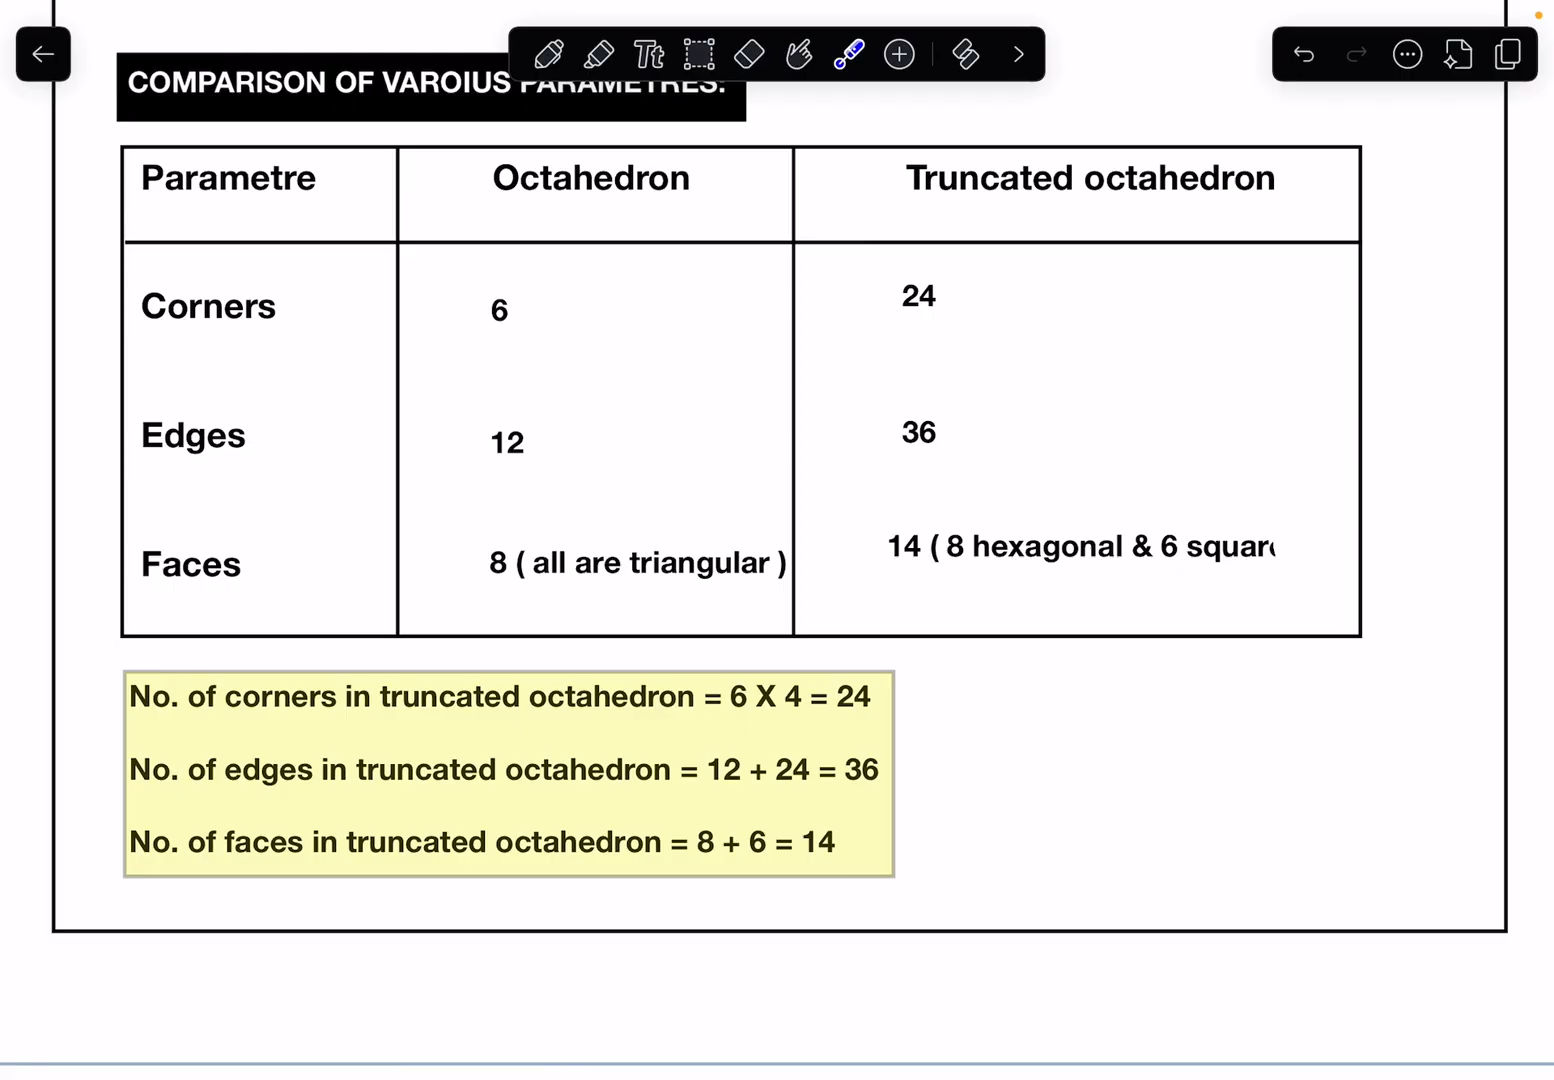 COMPARISON OF VAROIUS PARAMETRES:
Tt
Parametre Octahedron Truncated octahedron
Corners 6 24
Edges 12 36
Faces 8 ( all are triangular ) 14 ( 8 hexagonal & 6 squar
No. of corners in truncated octahedron = 6 X 4 = 24
No. of edges in truncated octahedron = 12 + 24 = 36
No. of faces in truncated octahedron = 8 + 6 = 14